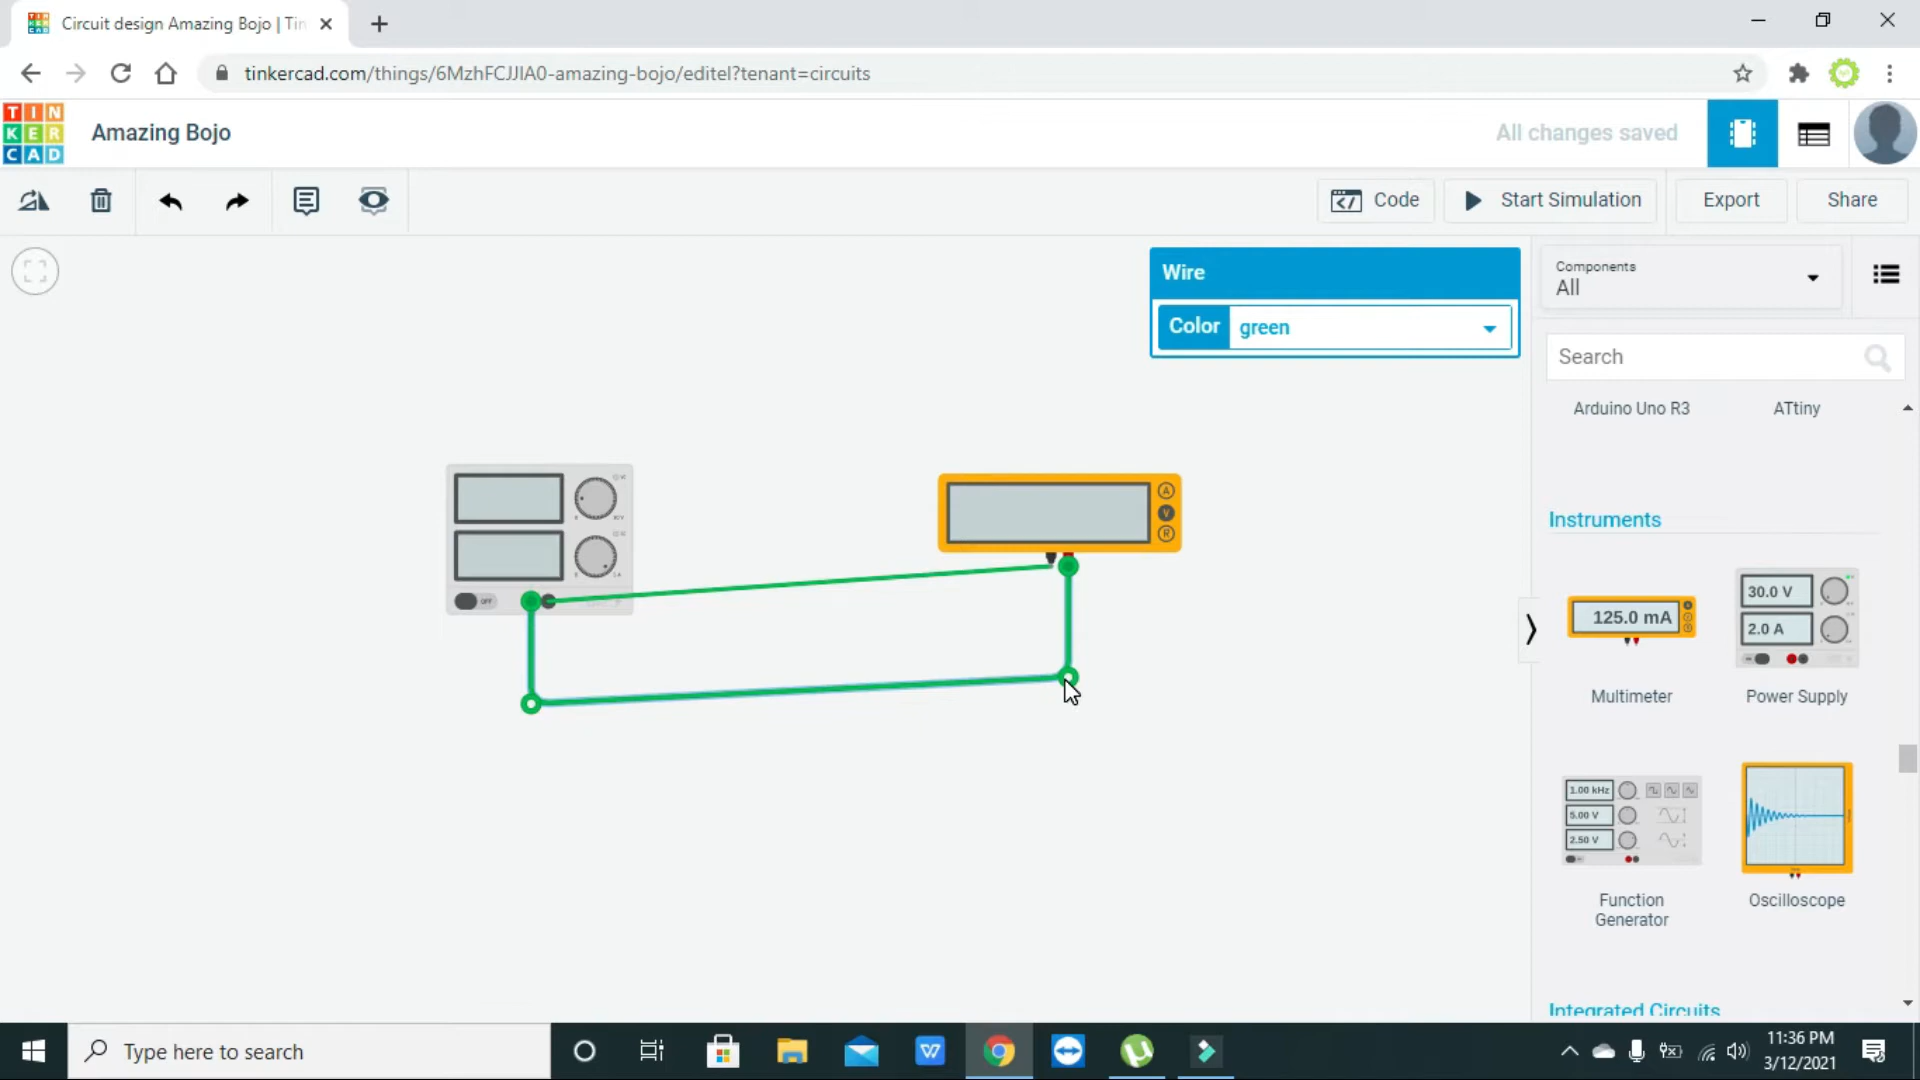 Circuit design Amazing Bojo | Tin
tinkercad.com/things/6MzhFCJJIA0-amazing-bojo/editel?tenant=circuits
TIN
KER
CAD
Amazing Bojo
All changes saved
Code
Start Simulation
Export
Share
Wire
Color
green
Components
All
Search
Arduino Uno R3
ATtiny
OFF
A
V
R
Instruments
125.0 mA
30.0 V
2.0 A
Multimeter
Power Supply
1.00 kHz
5.00 V
2.50 V
Function
Generator
Oscilloscope
Integrated Circuits
Type here to search
11:36 PM
3/12/2021